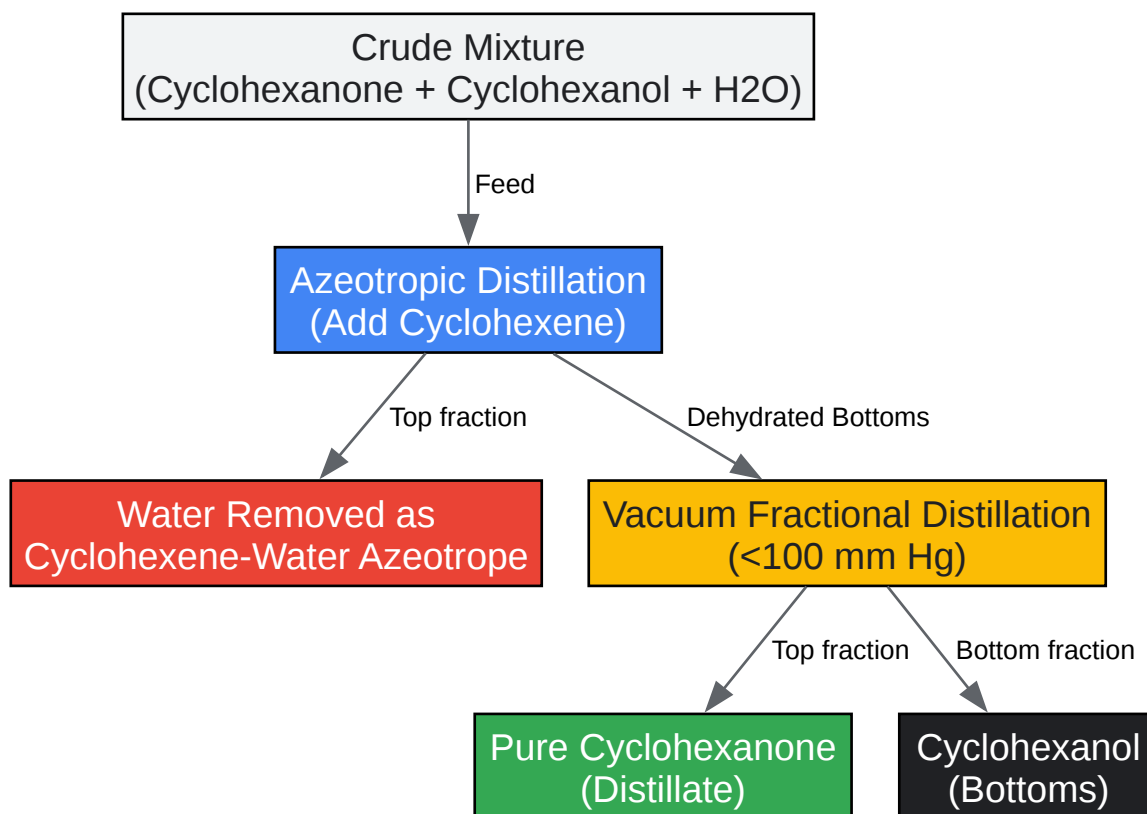 Crude Mixture
(Cyclohexanone + Cyclohexanol + H2O)
Feed
Azeotropic Distillation
(Add Cyclohexene)
Top fraction
Dehydrated Bottoms
Water Removed as
Cyclohexene-Water Azeotrope
Vacuum Fractional Distillation
(<100 mm Hg)
Top fraction
Bottom fraction
Pure Cyclohexanone
(Distillate)
Cyclohexanol
(Bottoms)